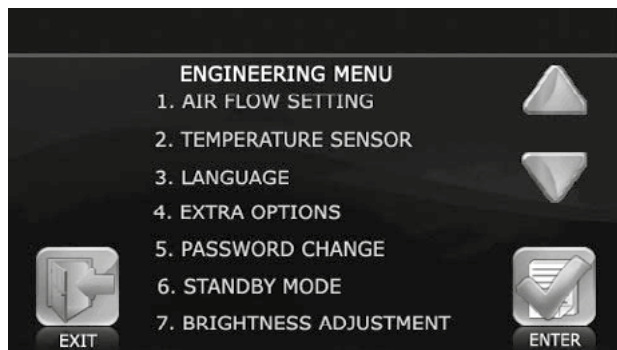 ENGINEERING MENU
1. AIR FLOW SETTING
2. TEMPERATURE SENSOR
3. LANGUAGE
4. EXTRA OPTIONS
5. PASSWORD CHANGE
6. STANDBY MODE
7. BRIGHTNESS ADJUSTMENT
EXIT
ENTER